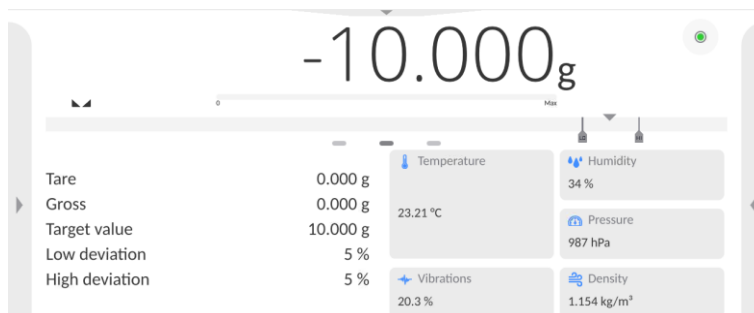 -10.000g
0 Max
Tare 0.000 g
Gross 0.000 g
Target value 10.000 g
Low deviation 5 %
High deviation 5 %
Temperature
23.21 °C
Humidity
34 %
Pressure
987 hPa
Vibrations
20.3 %
Density
1.154 kg/m³